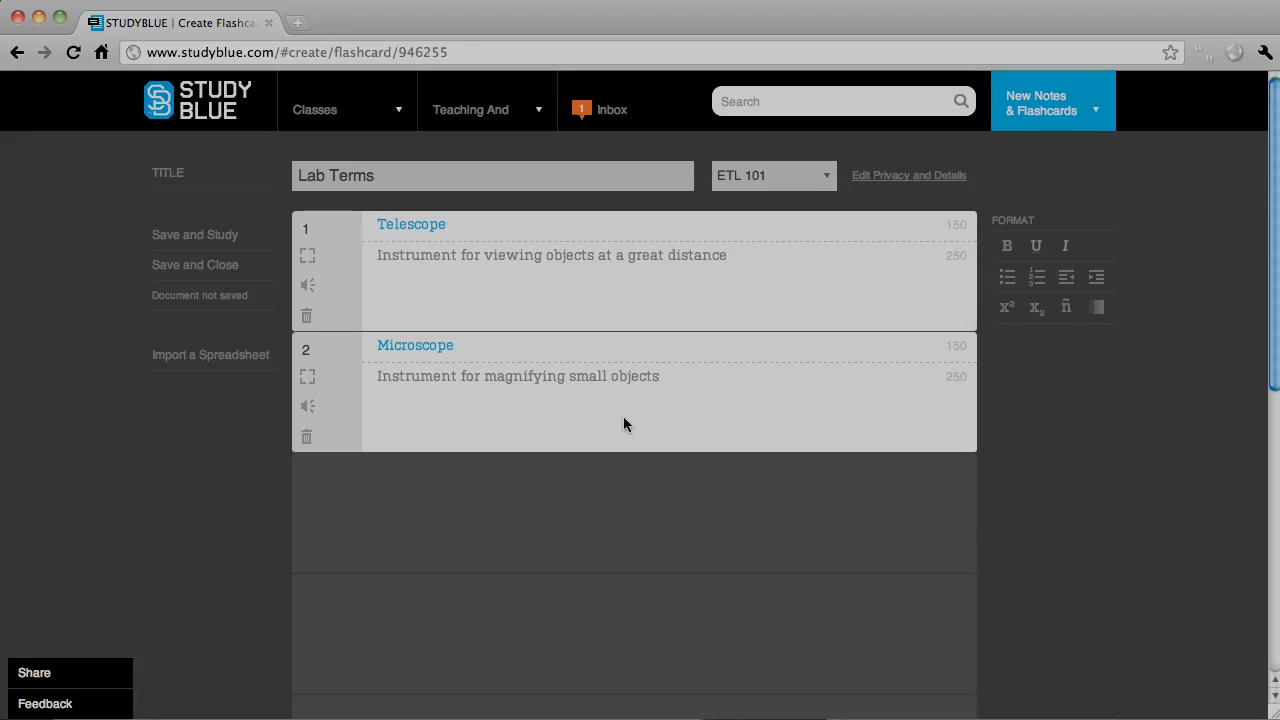 STUDYBLUE | Create Flashca
www.studyblue.com/#create/flashcard/946255
STUDY
BLUE
Classes
Teaching And
1
Inbox
Search
New Notes
& Flashcards
TITLE
Lab Terms
ETL 101
Edit Privacy and Details
Save and Study
Save and Close
Document not saved
Import a Spreadsheet
1
Telescope
150
Instrument for viewing objects at a great distance
250
2
Microscope
150
Instrument for magnifying small objects
250
FORMAT
B U I
x² x₂ ñ
Share
Feedback